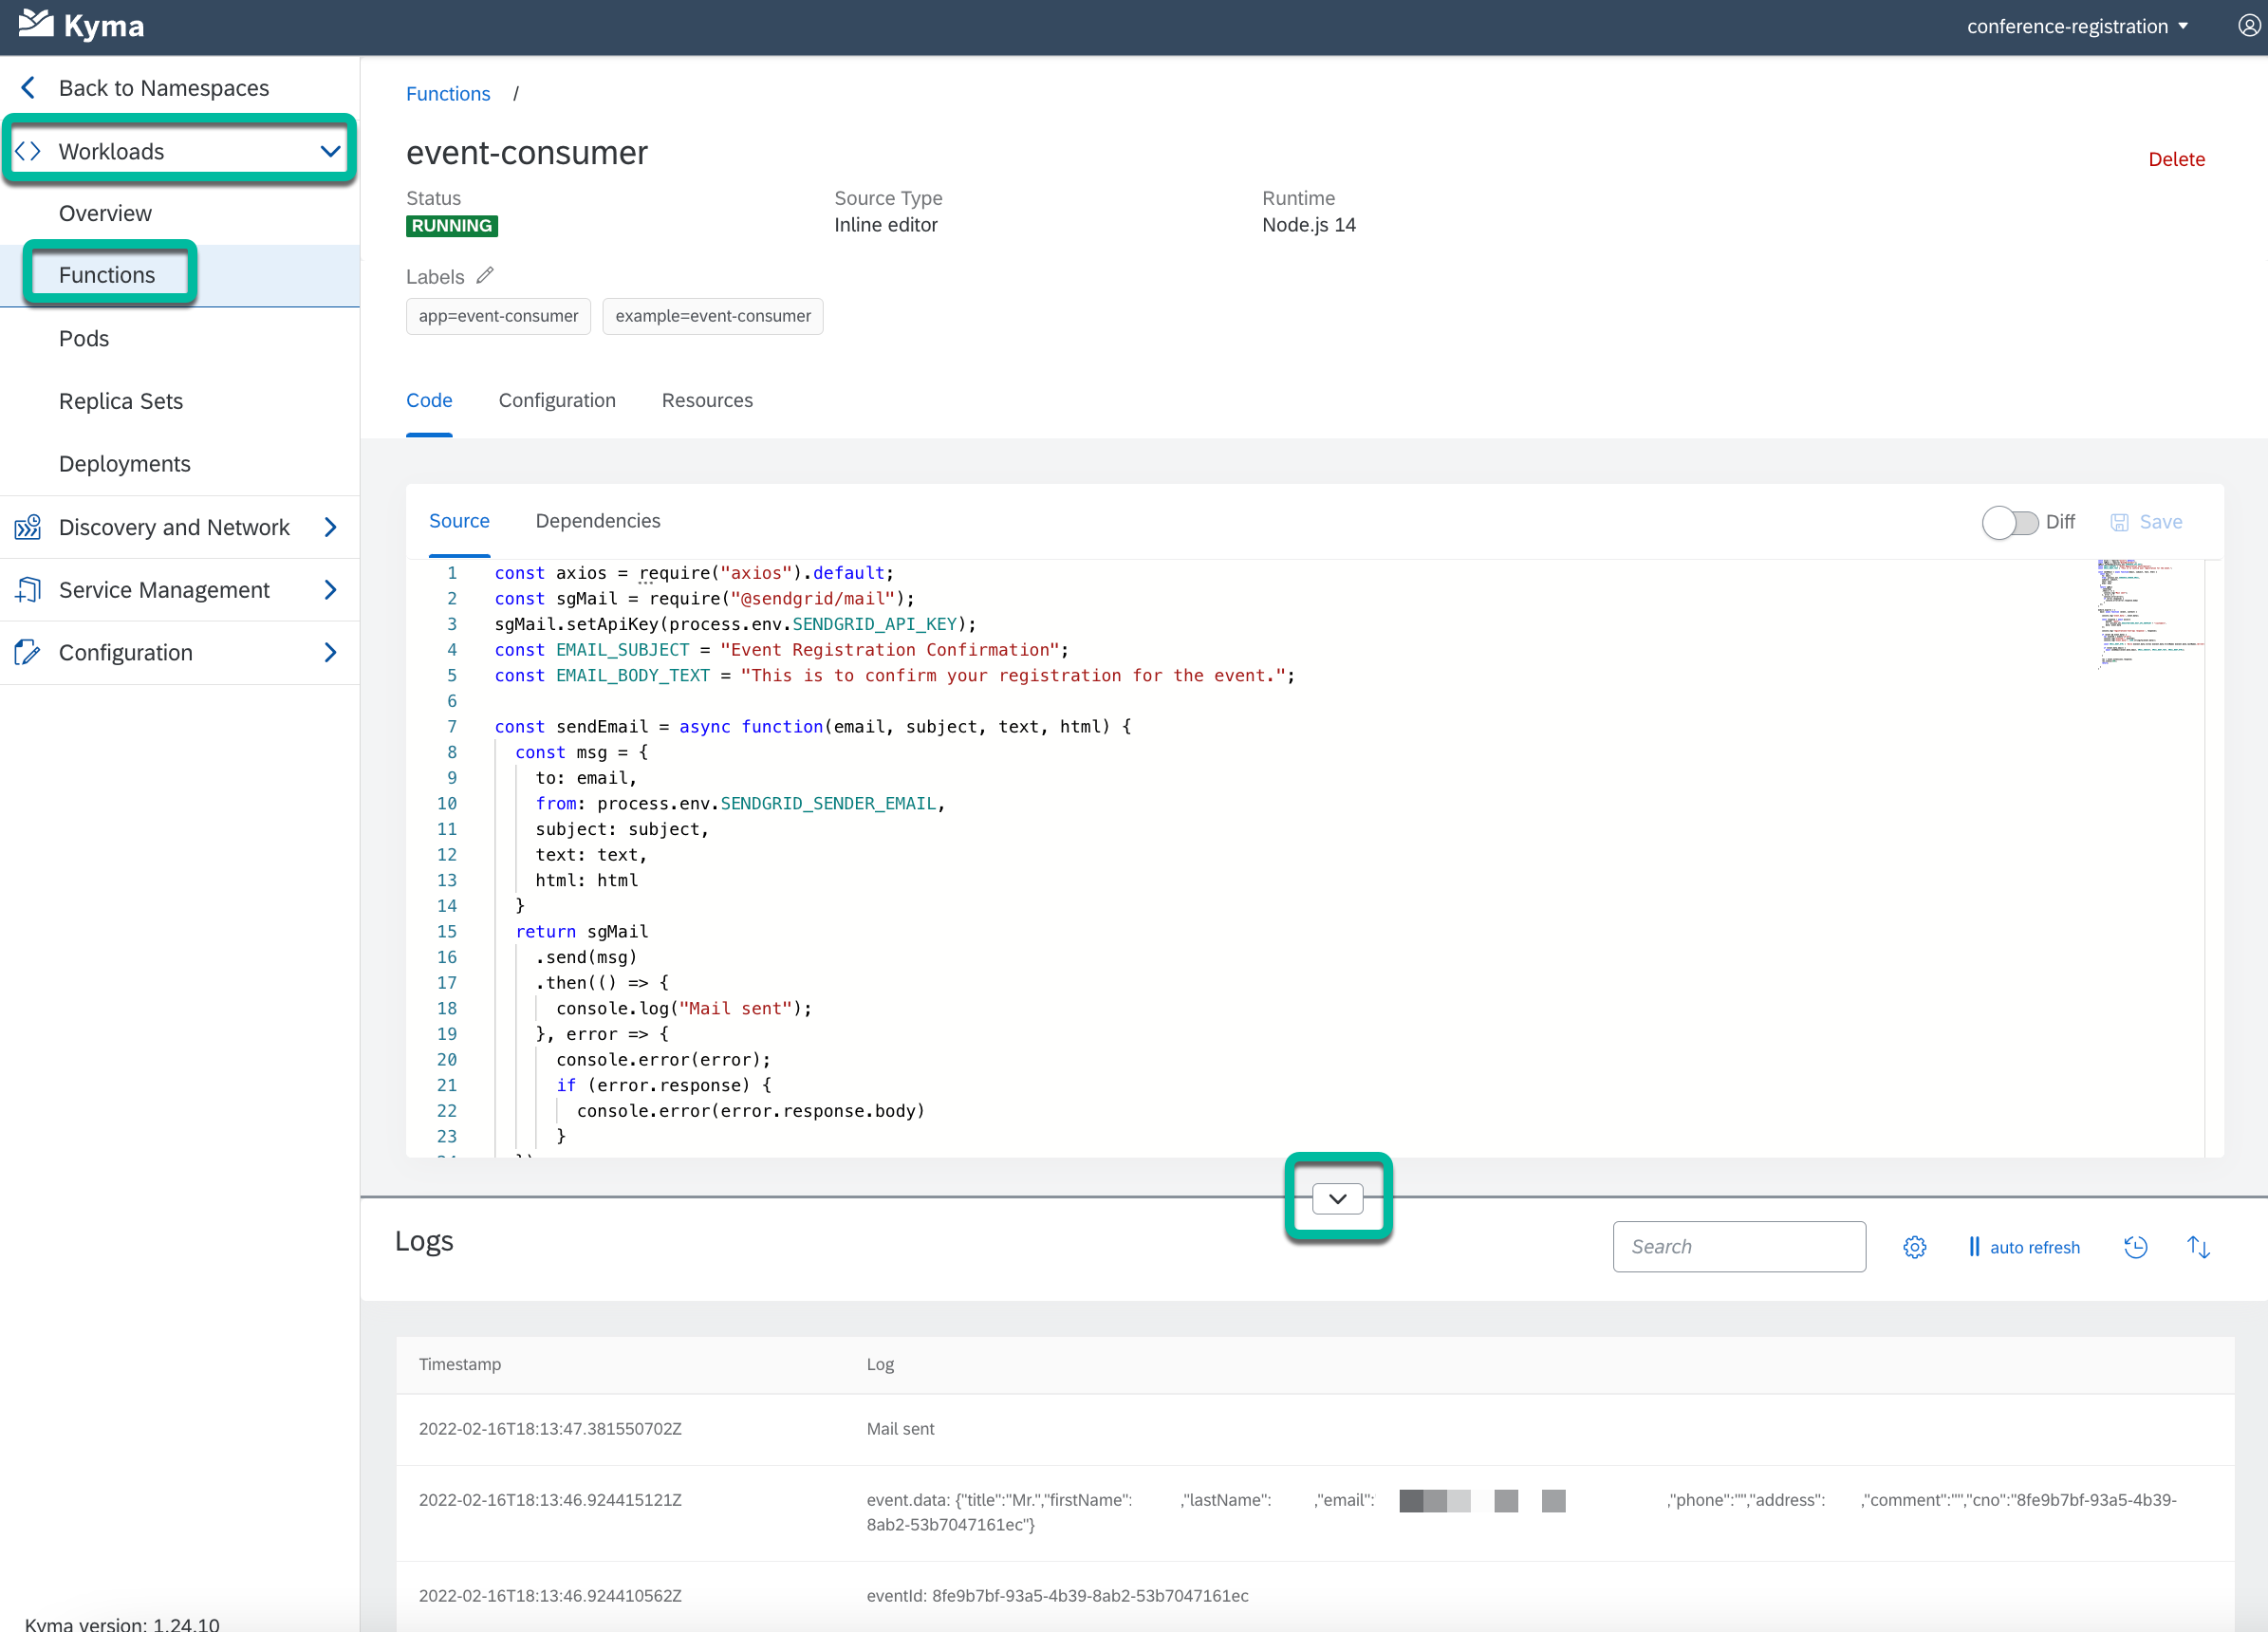 Kyma
conference-registration
Back to Namespaces
Workloads
Overview
Functions
Pods
Replica Sets
Deployments
Discovery and Network
Service Management
Configuration
Kyma version: 1.24.10
Functions /
event-consumer
Delete
Status
RUNNING
Source Type
Inline editor
Runtime
Node.js 14
Labels
app=event-consumer example=event-consumer
Code Configuration Resources
Source Dependencies Diff Save
1 const axios = require("axios").default;
2 const sgMail = require("@sendgrid/mail");
3 sgMail.setApiKey(process.env.SENDGRID_API_KEY);
4 const EMAIL_SUBJECT = "Event Registration Confirmation";
5 const EMAIL_BODY_TEXT = "This is to confirm your registration for the event.";
6
7 const sendEmail = async function(email, subject, text, html) {
8 const msg = {
9 to: email,
10 from: process.env.SENDGRID_SENDER_EMAIL,
11 subject: subject,
12 text: text,
13 html: html
14 }
15 return sgMail
16 .send(msg)
17 .then(() => {
18 console.log("Mail sent");
19 }, error => {
20 console.error(error);
21 if (error.response) {
22 console.error(error.response.body)
23 }
Logs
Search
auto refresh
Timestamp Log
2022-02-16T18:13:47.381550702Z Mail sent
2022-02-16T18:13:46.924415121Z event.data: {"title":"Mr.","firstName": ,"lastName": ,"email": ,"phone":"","address": ,"comment":"","cno":"8fe9b7bf-93a5-4b39-
8ab2-53b7047161ec"}
2022-02-16T18:13:46.924410562Z eventId: 8fe9b7bf-93a5-4b39-8ab2-53b7047161ec